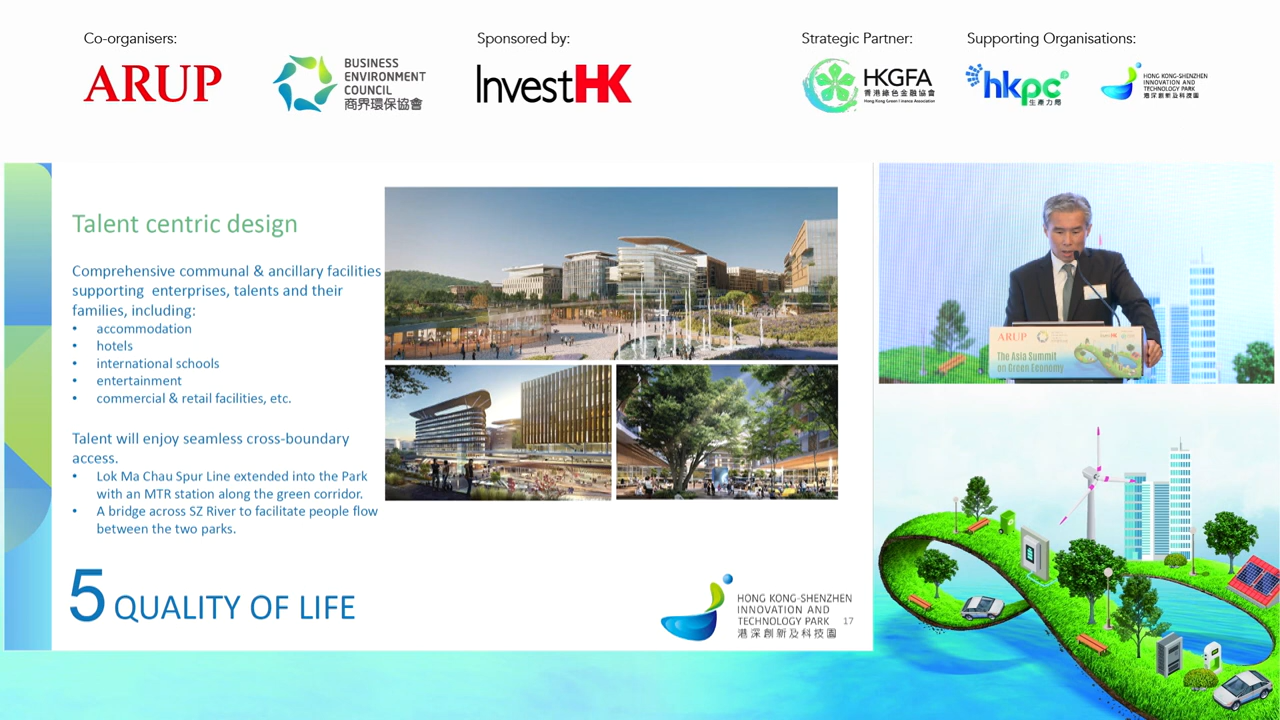 Co-organisers:
ARUP
BUSINESS
ENVIRONMENT
COUNCIL
商界環保協會
Sponsored by:
InvestHK
Strategic Partner:
HKGFA
香港綠色金融協會
Hong Kong Green Finance Association
Supporting Organisations:
hkpc
生產力局
HONG KONG-SHENZHEN
INNOVATION AND
TECHNOLOGY PARK
港深創新及科技園
Talent centric design
Comprehensive communal & ancillary facilities
supporting enterprises, talents and their
families, including:
• accommodation
• hotels
• international schools
• entertainment
• commercial & retail facilities, etc.
Talent will enjoy seamless cross-boundary
access.
• Lok Ma Chau Spur Line extended into the Park
with an MTR station along the green corridor.
• A bridge across SZ River to facilitate people flow
between the two parks.
5 QUALITY OF LIFE
HONG KONG-SHENZHEN
INNOVATION AND
TECHNOLOGY PARK
港深創新及科技園
17
ARUP
The Asia Summit
on Green Economy